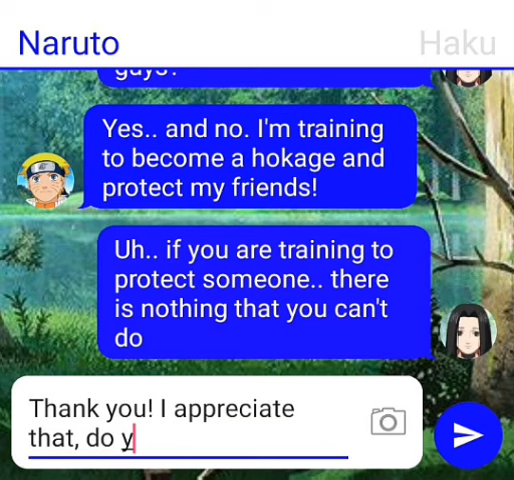 Naruto
Haku
guys?
Yes.. and no. I'm training
to become a hokage and
protect my friends!
Uh.. if you are training to
protect someone.. there
is nothing that you can't
do
Thank you! I appreciate
that, do y